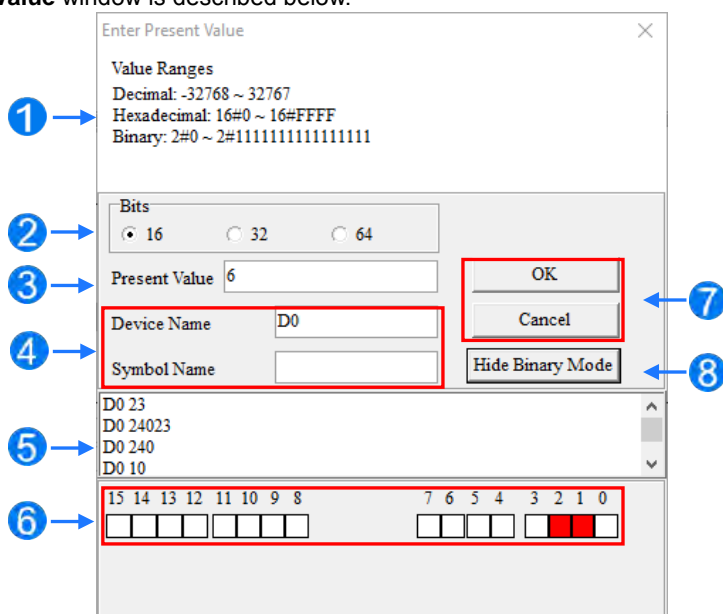 Value window is described below.
Enter Present Value
Value Ranges
Decimal: -32768 ~ 32767
Hexadecimal: 16#0 ~ 16#FFFF
Binary: 2#0 ~ 2#1111111111111111
1
Bits
16 32 64
2
Present Value 6
3
OK
Cancel
7
Device Name D0
Symbol Name
4
Hide Binary Mode
8
D0 23
D0 24023
D0 240
D0 10
5
15 14 13 12 11 10 9 8 7 6 5 4 3 2 1 0
6